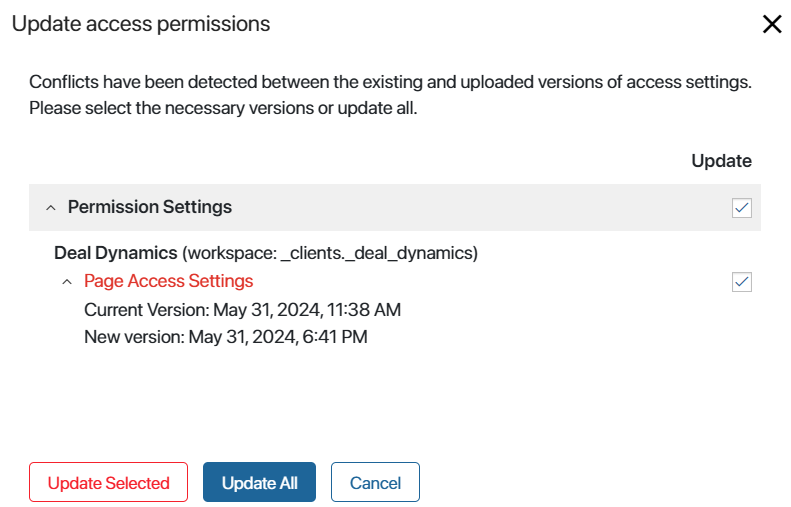 Update access permissions
Conflicts have been detected between the existing and uploaded versions of access settings.
Please select the necessary versions or update all.
Update
Permission Settings
Deal Dynamics (workspace: _clients._deal_dynamics)
Page Access Settings
Current Version: May 31, 2024, 11:38 AM
New version: May 31, 2024, 6:41 PM
Update Selected
Update All
Cancel